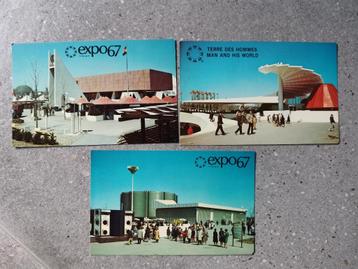 expo67
TERRE DES HOMMES
MAN AND HIS WORLD
expo67